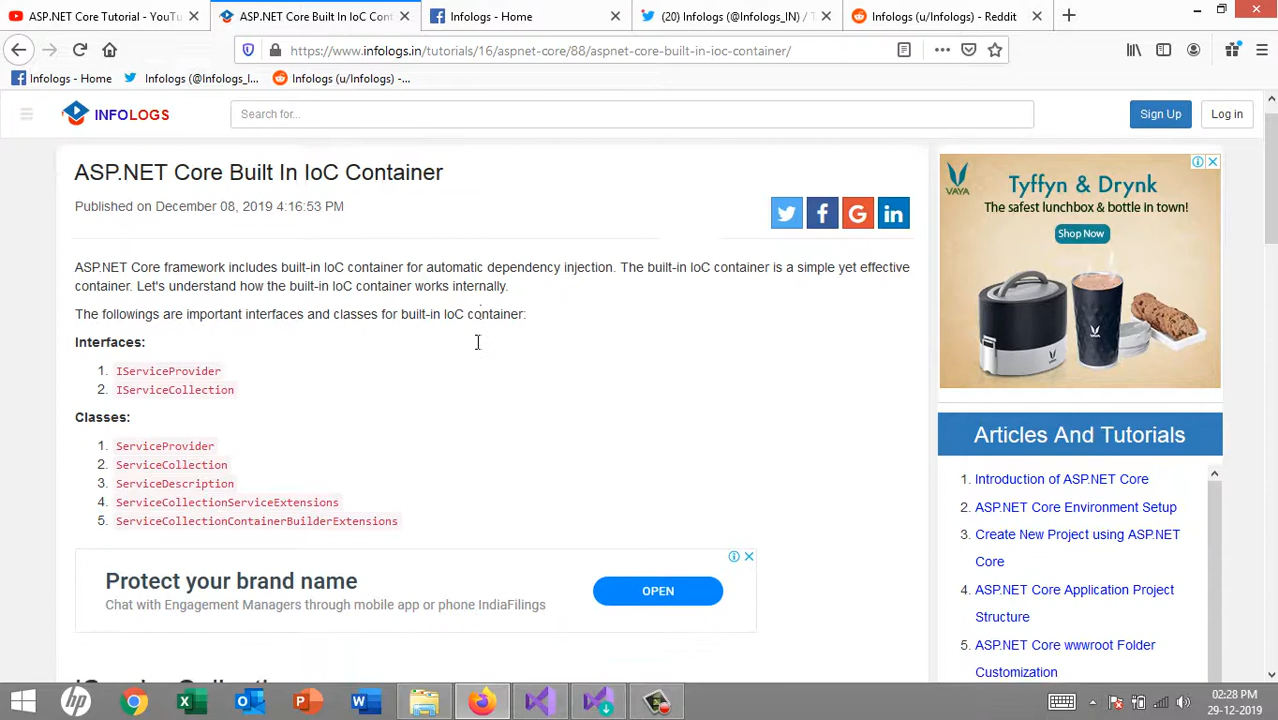 ASP.NET Core Tutorial - YouTu
ASP.NET Core Built In IoC Cont
Infologs - Home
(20) Infologs (@Infologs_IN) / T
Infologs (u/Infologs) - Reddit
https://www.infologs.in/tutorials/16/aspnet-core/88/aspnet-core-built-in-ioc-container/
Infologs - Home
Infologs (@Infologs_I...
Infologs (u/Infologs) -...
INFOLOGS
Search for...
Sign Up
Log in
ASP.NET Core Built In IoC Container
Published on December 08, 2019 4:16:53 PM
ASP.NET Core framework includes built-in IoC container for automatic dependency injection. The built-in IoC container is a simple yet effective
container. Let's understand how the built-in IoC container works internally.
The followings are important interfaces and classes for built-in IoC container:
Interfaces:
1. IServiceProvider
2. IServiceCollection
Classes:
1. ServiceProvider
2. ServiceCollection
3. ServiceDescription
4. ServiceCollectionServiceExtensions
5. ServiceCollectionContainerBuilderExtensions
Protect your brand name
Chat with Engagement Managers through mobile app or phone IndiaFilings
OPEN
VAYA
Tyffyn & Drynk
The safest lunchbox & bottle in town!
Shop Now
Articles And Tutorials
1. Introduction of ASP.NET Core
2. ASP.NET Core Environment Setup
3. Create New Project using ASP.NET
Core
4. ASP.NET Core Application Project
Structure
5. ASP.NET Core wwwroot Folder
Customization
02:28 PM
29-12-2019